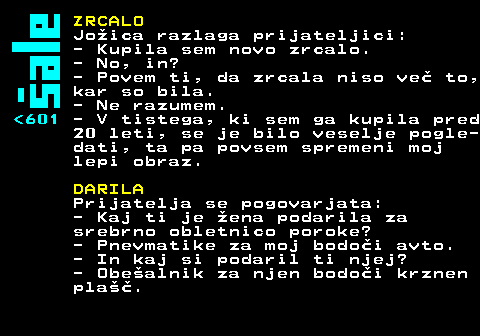 šale
<601
ZRCALO
Jožica razlaga prijateljici:
- Kupila sem novo zrcalo.
- No, in?
- Povem ti, da zrcala niso več to,
kar so bila.
- Ne razumem.
- V tistega, ki sem ga kupila pred
20 leti, se je bilo veselje pogle-
dati, ta pa povsem spremeni moj
lepi obraz.
DARILA
Prijatelja se pogovarjata:
- Kaj ti je žena podarila za
srebrno obletnico poroke?
- Pnevmatike za moj bodoči avto.
- In kaj si podaril ti njej?
- Obešalnik za njen bodoči krznen
plašč.